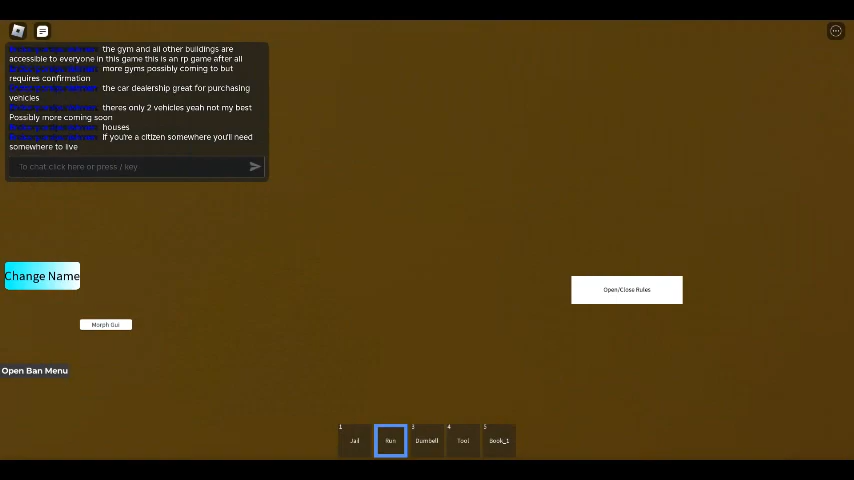 the gym and all other buildings are
accessible to everyone in this game this is an rp game after all
more gyms possibly coming to but
requires confirmation
the car dealership great for purchasing
vehicles
theres only 2 vehicles yeah not my best
Possibly more coming soon
houses
if you're a citizen somewhere you'll need
somewhere to live
To chat click here or press / key
Change Name
Open/Close Rules
Morph Gui
Open Ban Menu
1 Jail
Run
3 Dumbell
4 Tool
5 Book_1